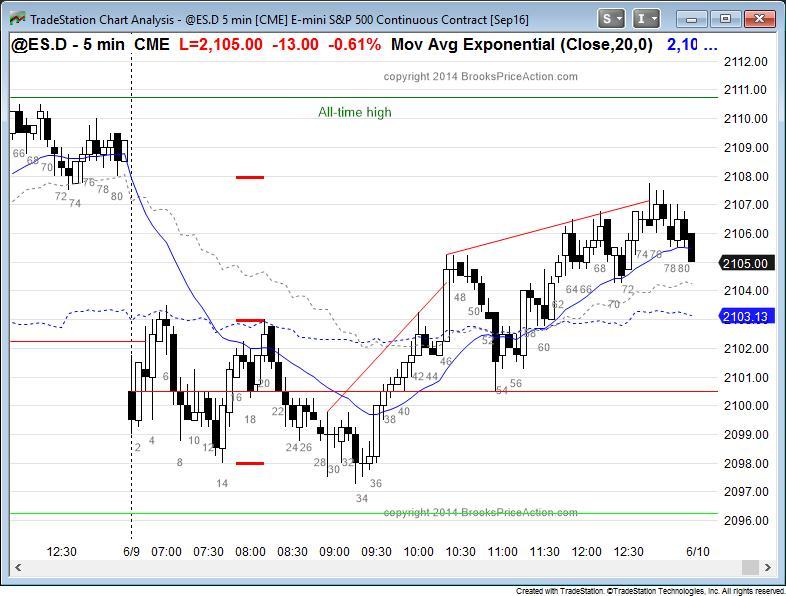 TradeStation Chart Analysis - @ES.D 5 min [CME] E-mini S&P 500 Continuous Contract [Sep16]
S I
@ES.D - 5 min CME L=2,105.00 -13.00 -0.61% Mov Avg Exponential (Close,20,0) 2,10 ...
2112.00
copyright 2014 BrooksPriceAction.com
2111.00
All-time high
2110.00
2109.00
2108.00
2107.00
2106.00
2105.00
2104.00
2103.13
2102.00
2101.00
2100.00
2099.00
2098.00
2097.00
2096.00
66 68 70 72 74 76 78 80
2 4 6 8 10 12 14 16 18 20 22 24 26 28 30 32 34 36 38 40 42 44 46 48 50 52 54 56 58 60 62 64 66 68 70 72 74 76 78 80
copyright 2014 BrooksPriceAction.com
12:30 6/9 07:00 07:30 08:00 08:30 09:00 09:30 10:00 10:30 11:00 11:30 12:00 12:30 6/10
Created with TradeStation. ©TradeStation Technologies, Inc. All rights reserved.